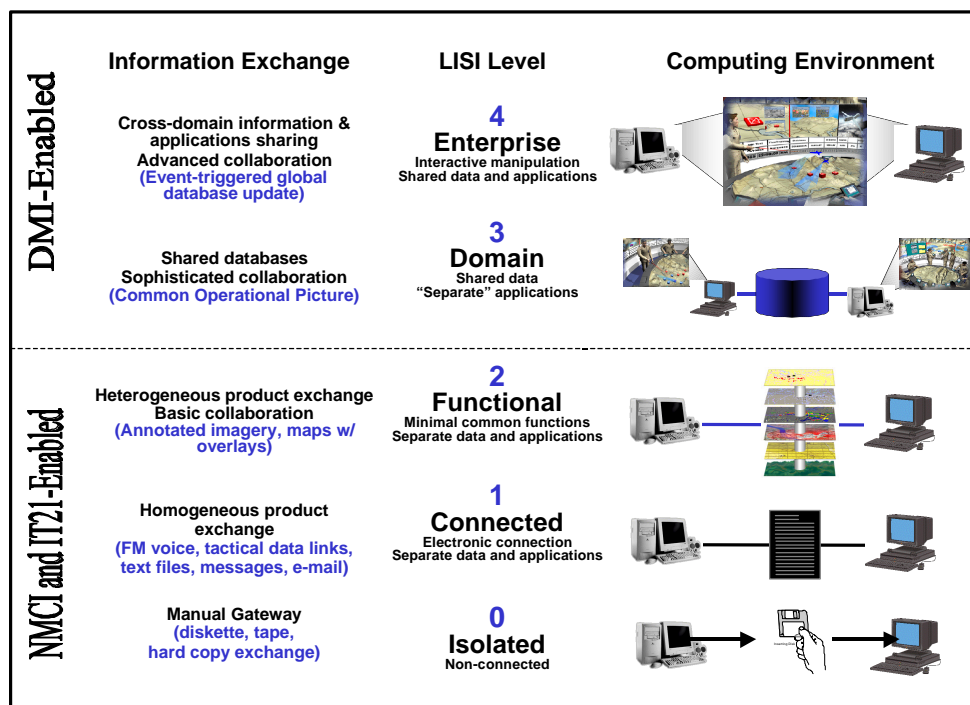 DMI-Enabled
Information Exchange
LISI Level
Computing Environment
Cross-domain information &
applications sharing
Advanced collaboration
(Event-triggered global
database update)
4
Enterprise
Interactive manipulation
Shared data and applications
Shared databases
Sophisticated collaboration
(Common Operational Picture)
3
Domain
Shared data
“Separate” applications
NMCI and IT21-Enabled
Heterogeneous product exchange
Basic collaboration
(Annotated imagery, maps w/
overlays)
2
Functional
Minimal common functions
Separate data and applications
Homogeneous product
exchange
(FM voice, tactical data links,
text files, messages, e-mail)
1
Connected
Electronic connection
Separate data and applications
Manual Gateway
(diskette, tape,
hard copy exchange)
0
Isolated
Non-connected